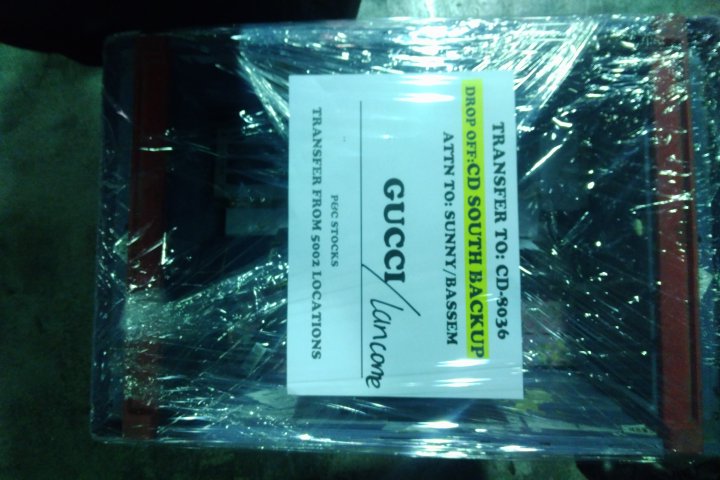 TRANSFER TO: CD-8036
DROP OFF:CD SOUTH BACKUP
ATTN TO: SUNNY/BASSEM
GUCCI/Lancome
P&C STOCKS
TRANSFER FROM 5002 LOCATIONS